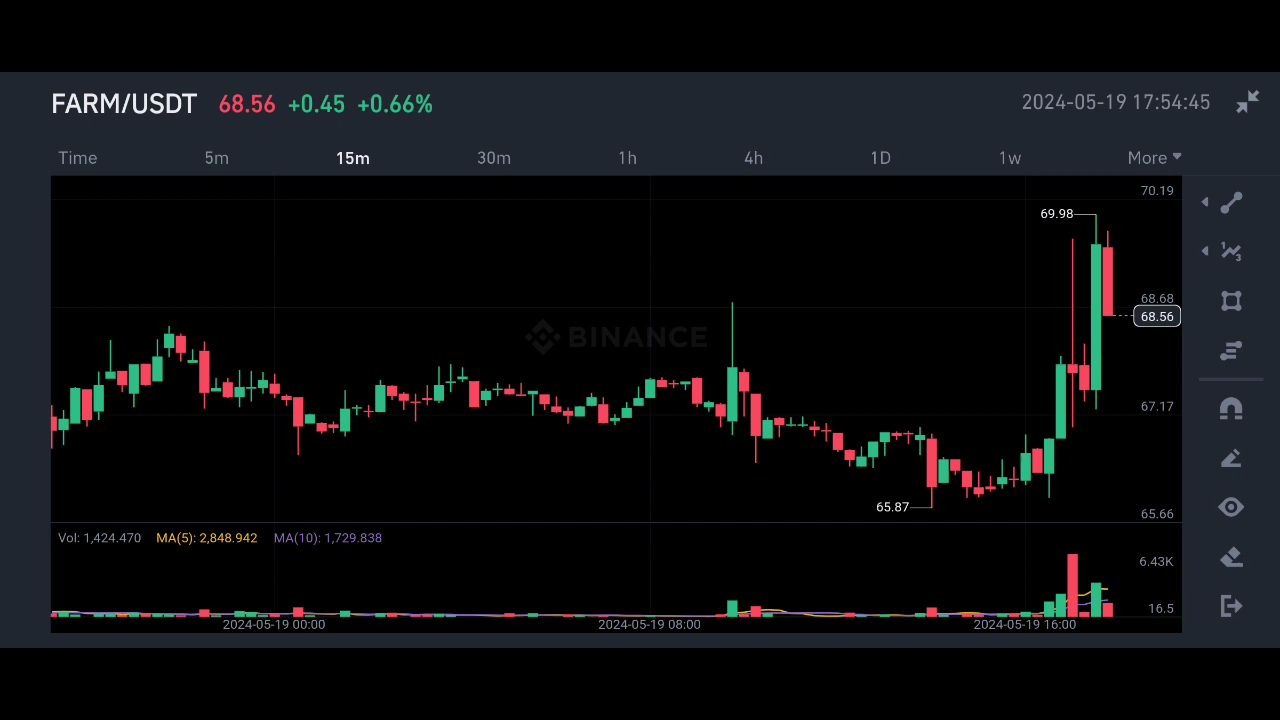 FARM/USDT 68.56 +0.45 +0.66% 2024-05-19 17:54:45
Time 5m 15m 30m 1h 4h 1D 1w More
70.19
69.98
68.68
68.56
BINANCE
67.17
65.87
65.66
Vol: 1,424.470 MA(5): 2,848.942 MA(10): 1,729.838
6.43K
16.5
2024-05-19 00:00 2024-05-19 08:00 2024-05-19 16:00